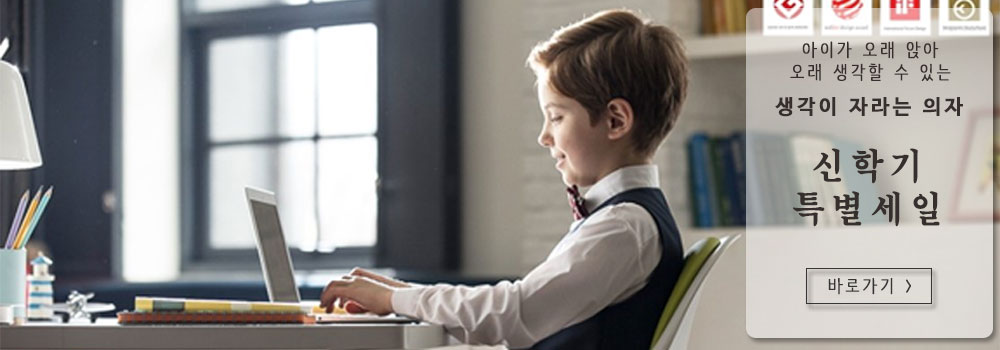 아이가 오래 앉아
오래 생각할 수 있는
생각이 자라는 의자
신학기
특별세일
바로가기 >